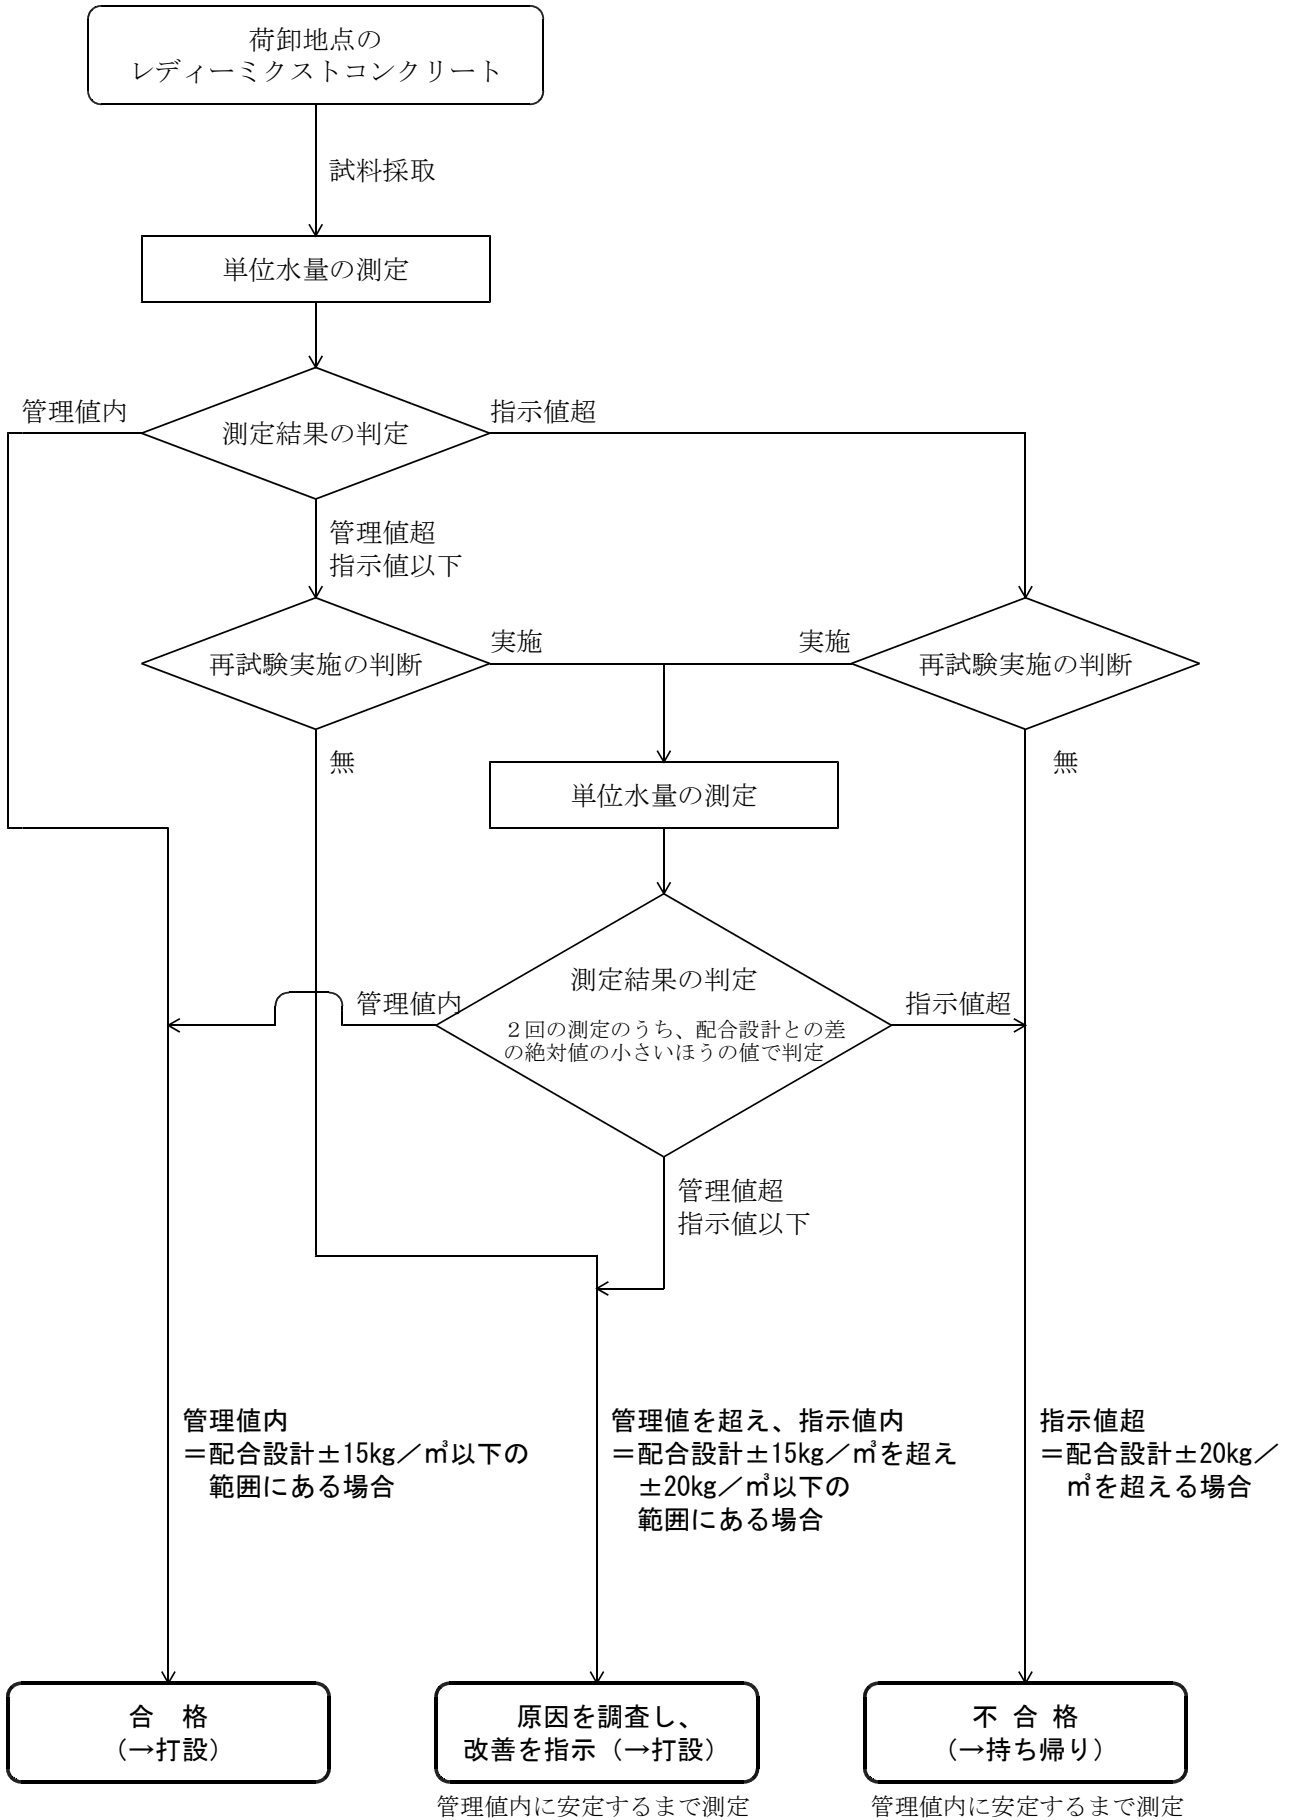 荷卸地点の
レディーミクストコンクリート
試料採取
単位水量の測定
管理値内
測定結果の判定
指示値超
管理値超
指示値以下
再試験実施の判断
実施
実施
再試験実施の判断
無
無
単位水量の測定
管理値内
測定結果の判定
2回の測定のうち、配合設計との差
の絶対値の小さいほうの値で判定
指示値超
管理値超
指示値以下
管理値内
=配合設計±15kg/㎥以下の
範囲にある場合
管理値を超え、指示値内
=配合設計±15kg/㎥を超え
±20kg/㎥以下の
範囲にある場合
指示値超
=配合設計±20kg/
㎥を超える場合
合 格
(→打設)
原因を調査し、
改善を指示(→打設)
不 合 格
(→持ち帰り)
管理値内に安定するまで測定
管理値内に安定するまで測定